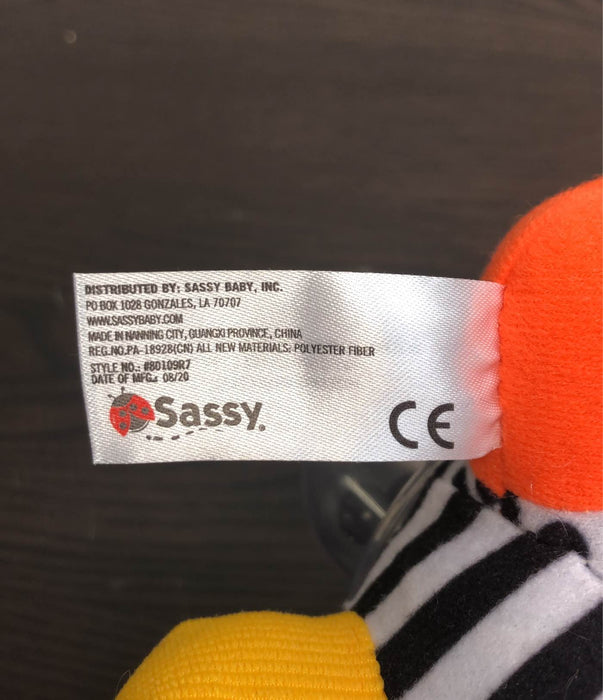 DISTRIBUTED BY: SASSY BABY, INC.
PO BOX 1028 GONZALES, LA 70707
WWW.SASSYBABY.COM
MADE IN NANNING CITY, GUANGXI PROVINCE, CHINA
REG.NO.PA-18928(CN) ALL NEW MATERIALS: POLYESTER FIBER
STYLE NO.: #80109R7
DATE OF MFG.: 08/20
Sassy®
CE